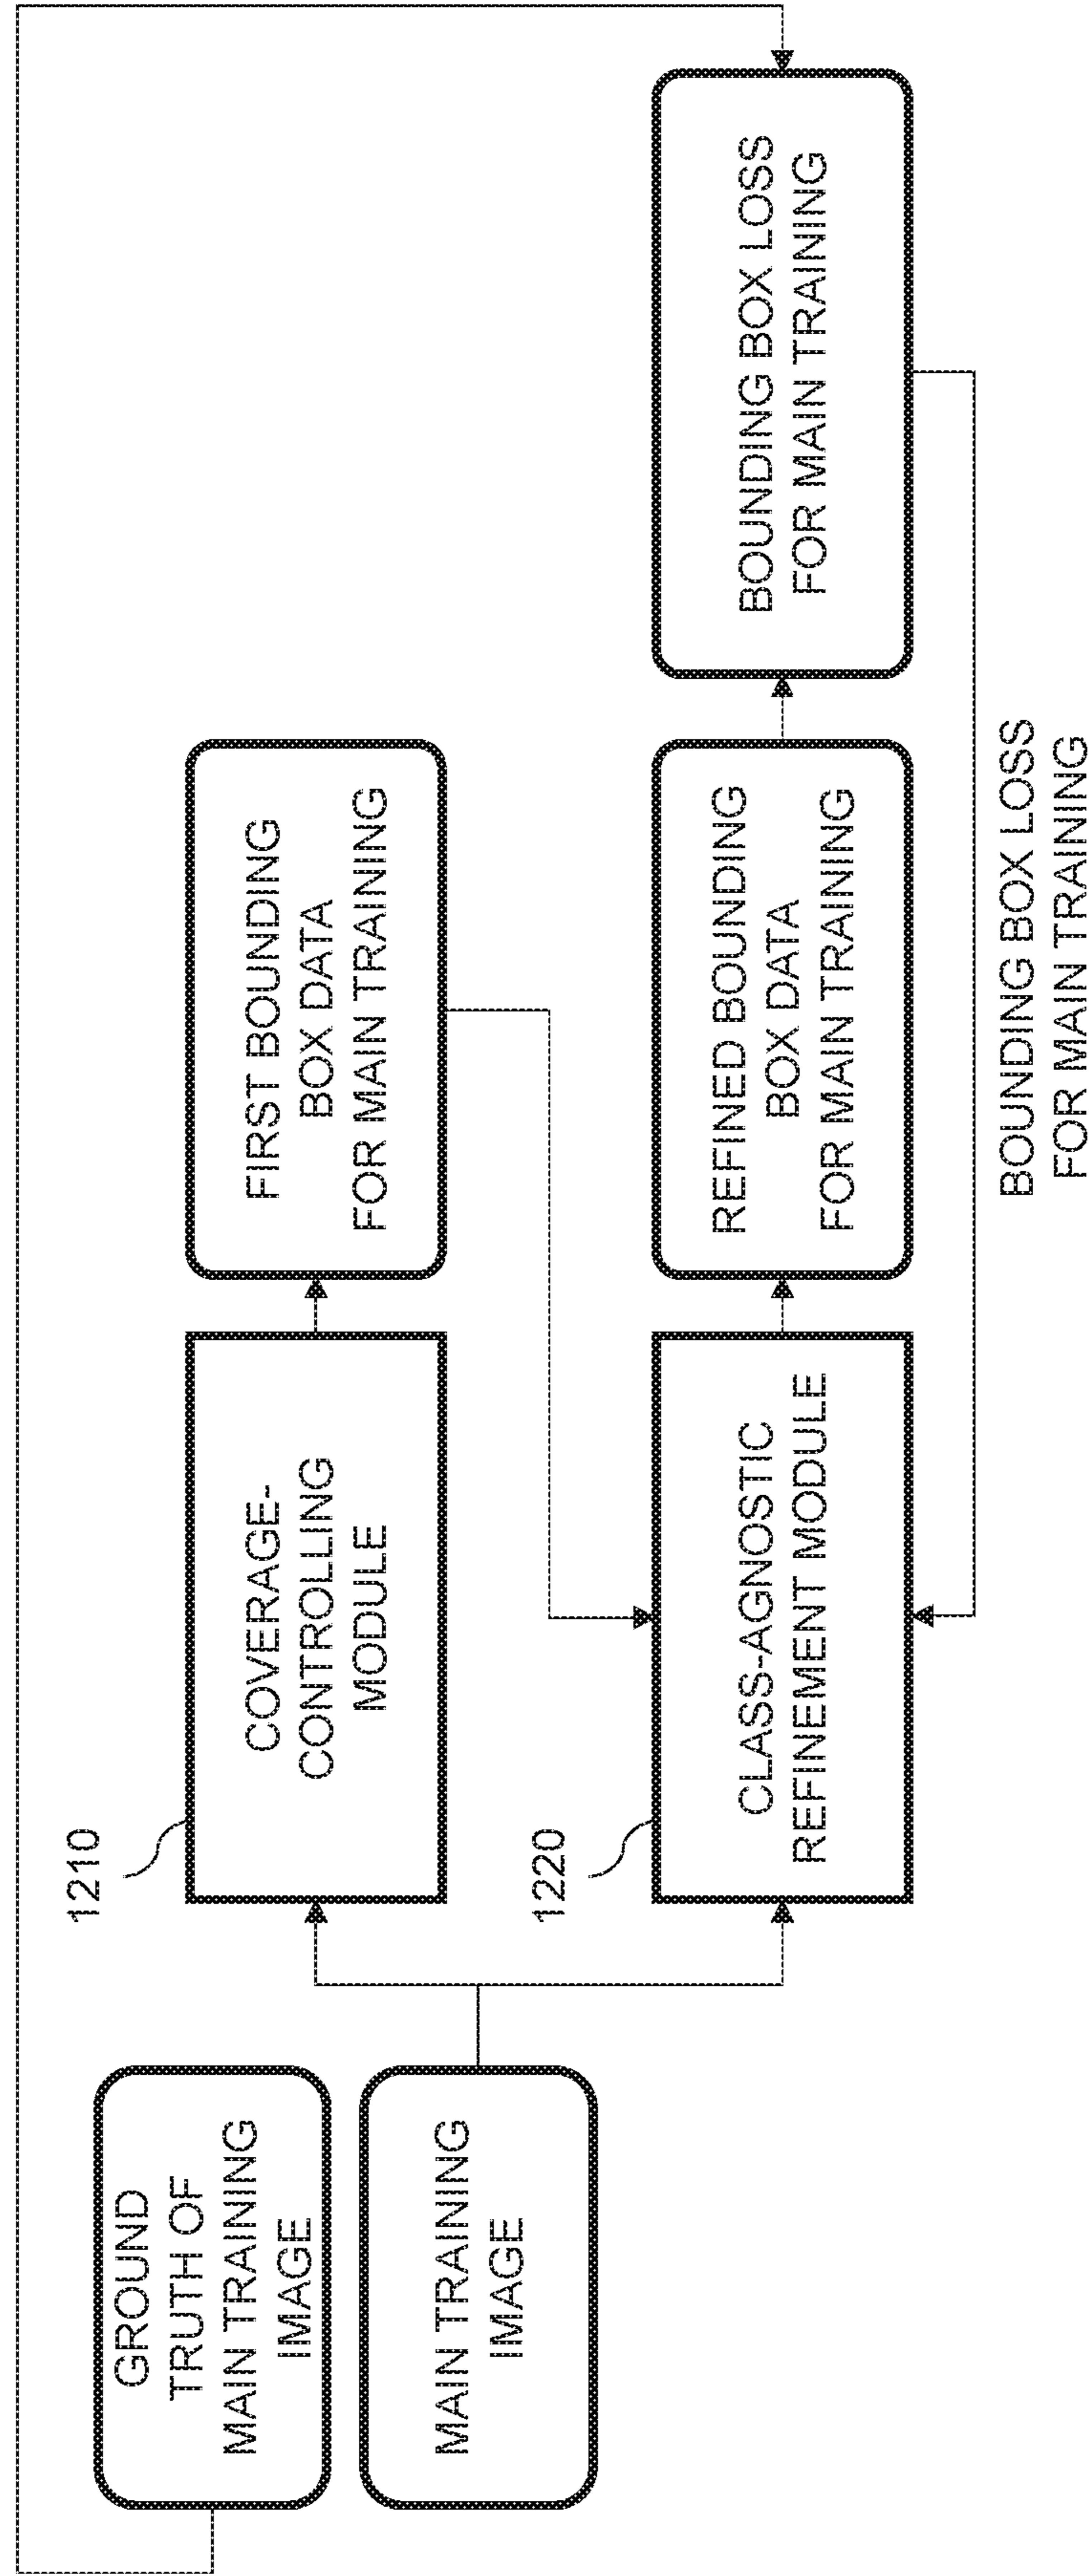 GROUND
TRUTH OF
MAIN TRAINING
IMAGE
MAIN TRAINING
IMAGE
1210
COVERAGE-
CONTROLLING
MODULE
FIRST BOUNDING
BOX DATA
FOR MAIN TRAINING
1220
CLASS-AGNOSTIC
REFINEMENT MODULE
REFINED BOUNDING
BOX DATA
FOR MAIN TRAINING
BOUNDING BOX LOSS
FOR MAIN TRAINING
BOUNDING BOX LOSS
FOR MAIN TRAINING